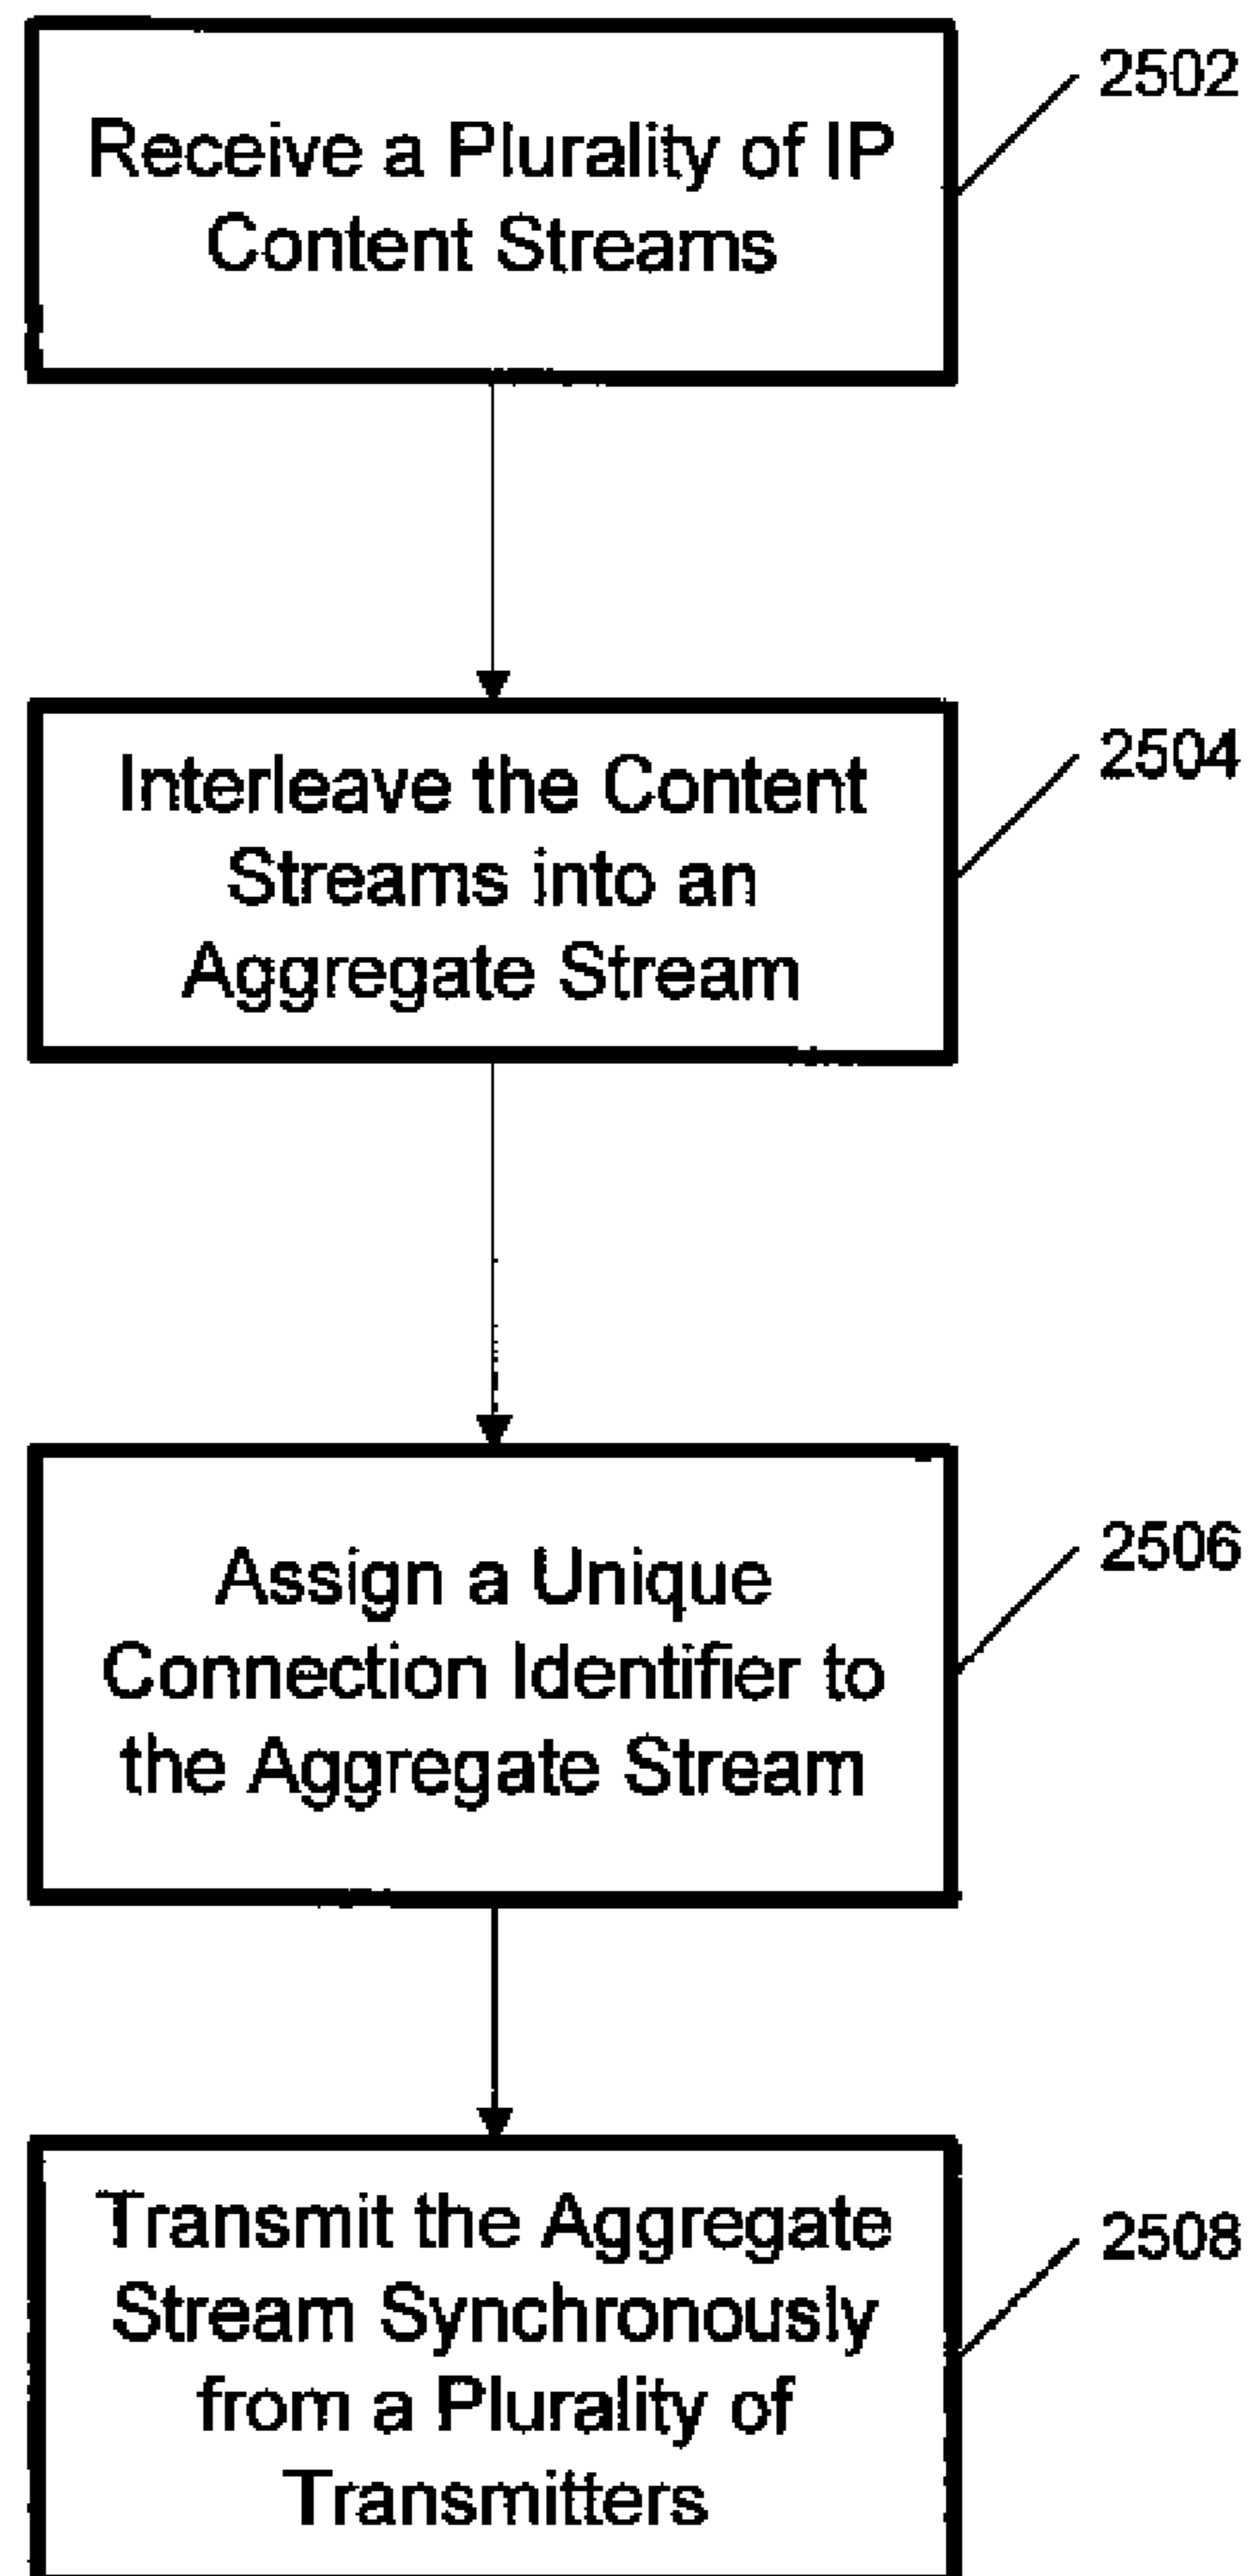 Receive a Plurality of IP
Content Streams
2502
Interleave the Content
Streams into an
Aggregate Stream
2504
Assign a Unique
Connection Identifier to
the Aggregate Stream
2506
Transmit the Aggregate
Stream Synchronously
from a Plurality of
Transmitters
2508